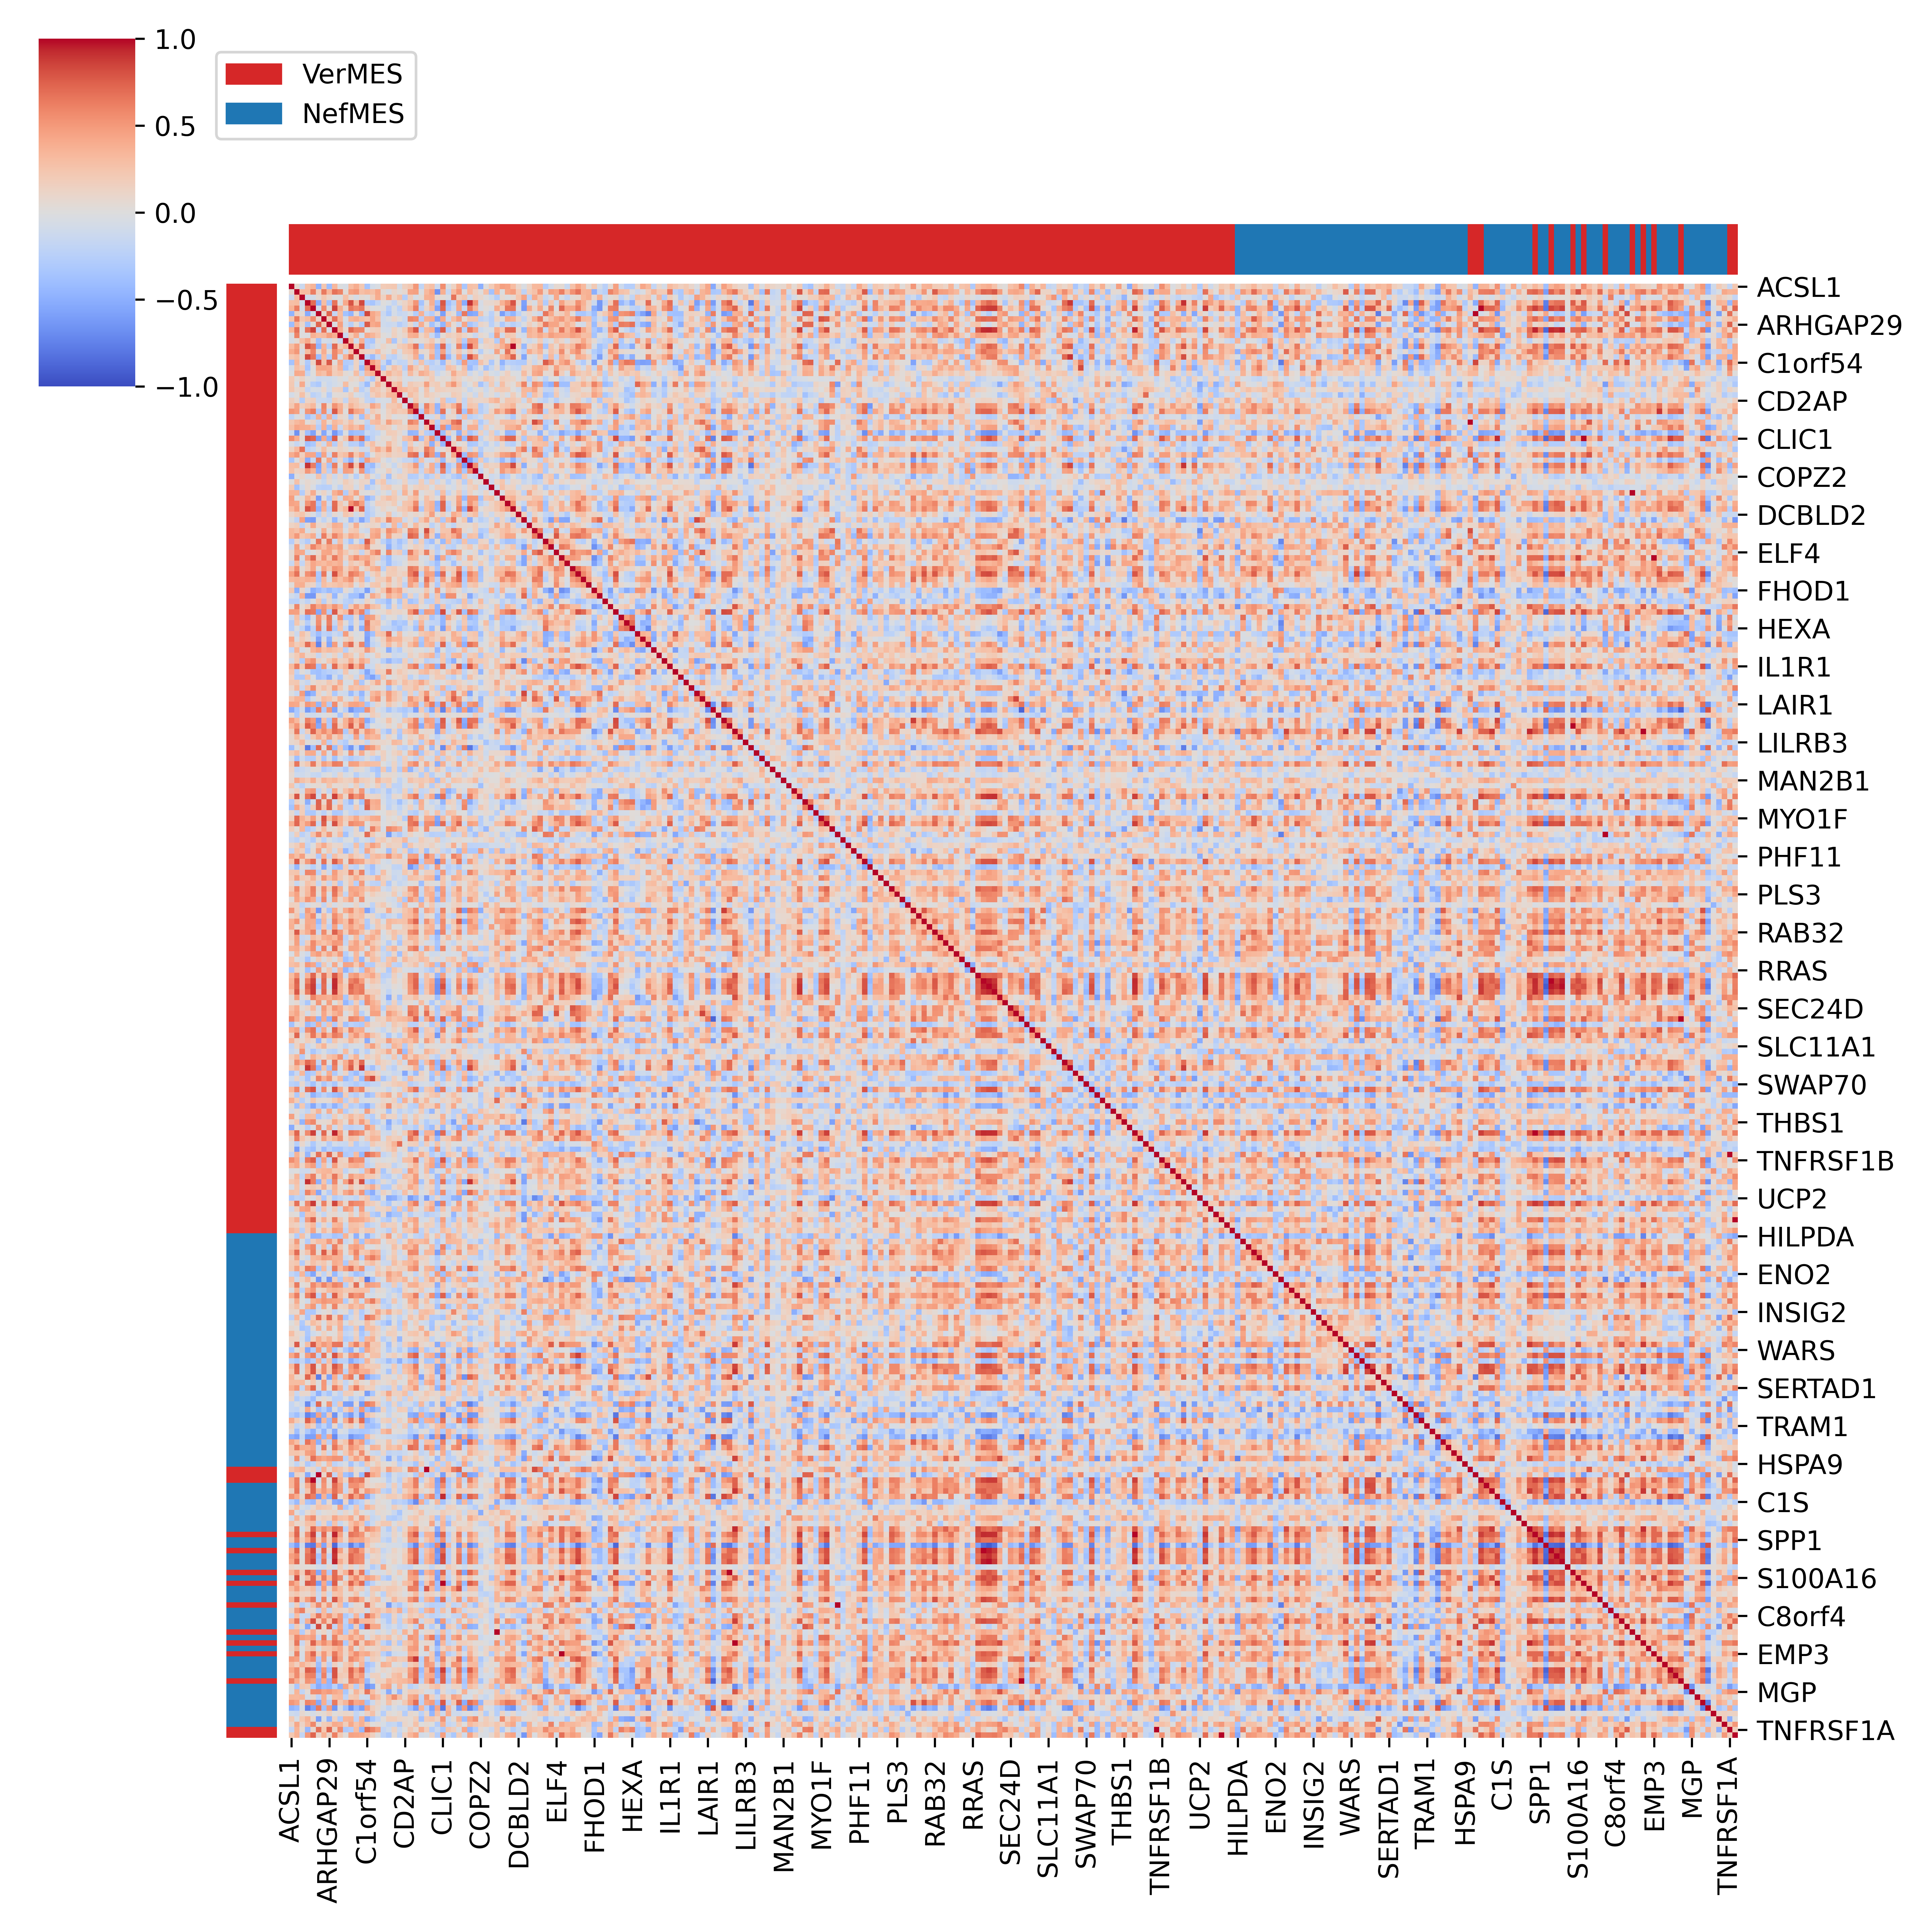 1.0
0.5
0.0
−0.5
−1.0
VerMES
NefMES
ACSL1
ARHGAP29
C1orf54
CD2AP
CLIC1
COPZ2
DCBLD2
ELF4
FHOD1
HEXA
IL1R1
LAIR1
LILRB3
MAN2B1
MYO1F
PHF11
PLS3
RAB32
RRAS
SEC24D
SLC11A1
SWAP70
THBS1
TNFRSF1B
UCP2
HILPDA
ENO2
INSIG2
WARS
SERTAD1
TRAM1
HSPA9
C1S
SPP1
S100A16
C8orf4
EMP3
MGP
TNFRSF1A
ACSL1
ARHGAP29
C1orf54
CD2AP
CLIC1
COPZ2
DCBLD2
ELF4
FHOD1
HEXA
IL1R1
LAIR1
LILRB3
MAN2B1
MYO1F
PHF11
PLS3
RAB32
RRAS
SEC24D
SLC11A1
SWAP70
THBS1
TNFRSF1B
UCP2
HILPDA
ENO2
INSIG2
WARS
SERTAD1
TRAM1
HSPA9
C1S
SPP1
S100A16
C8orf4
EMP3
MGP
TNFRSF1A